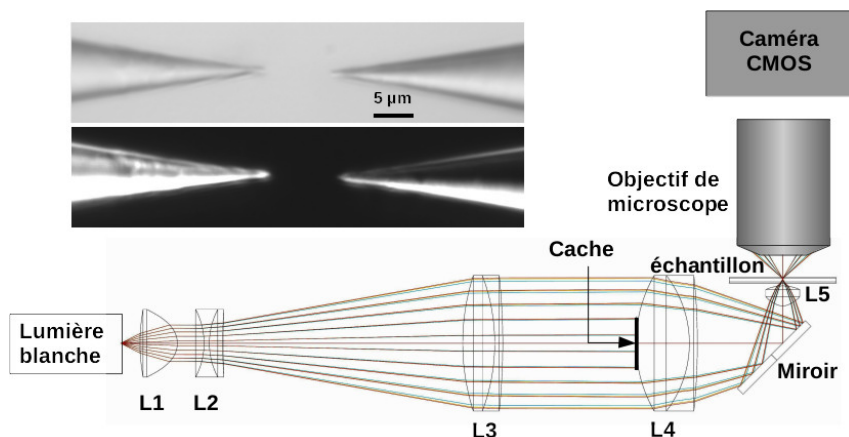 Caméra
CMOS
5 µm
Objectif de
microscope
Cache
échantillon
L5
Lumière
blanche
Miroir
L1
L2
L3
L4